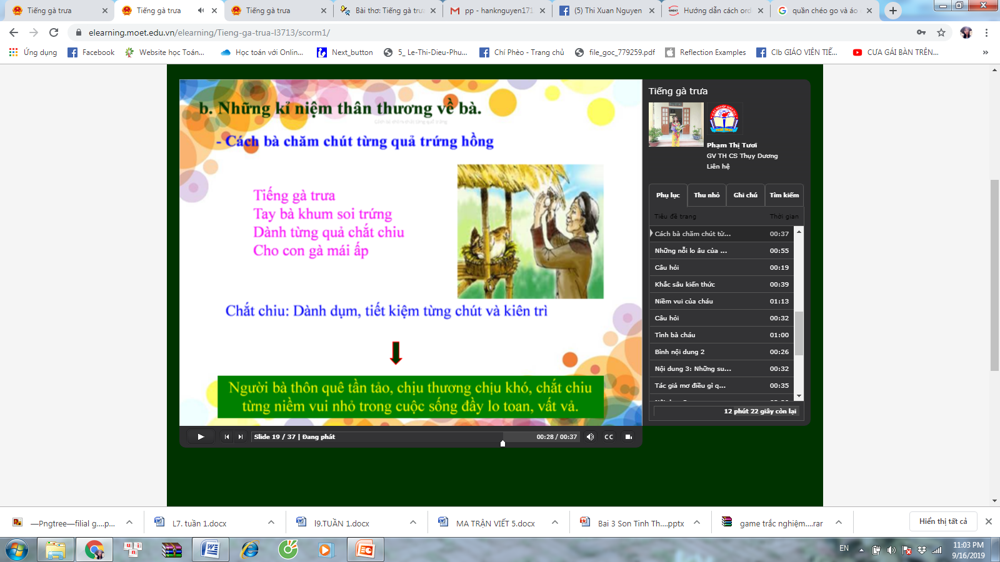 Tiếng gà trưa
Tiếng gà trưa
Tiếng gà trưa
Bài thơ: Tiếng gà trư
pp - hanknguyen171
(5) Thi Xuan Nguyen
Hướng dẫn cách ord
quần chéo go và áo
elearning.moet.edu.vn/elearning/Tieng-ga-trua-l3713/scorm1/
Ứng dụng
Facebook
Website học Toán...
Học toán với Onlin...
Next_button
5_ Le-Thi-Dieu-Phu...
Chí Phèo - Trang chủ
file_goc_779259.pdf
Reflection Examples
Clb GIÁO VIÊN TIẾ...
CƯA GÁI BÀN TRÊN...
»
b. Những kỉ niệm thân thương về bà.
- Cách bà chăm chút từng quả trứng hồng
Tiếng gà trưa
Tay bà khum soi trứng
Dành từng quả chắt chiu
Cho con gà mái ấp
Chắt chiu: Dành dụm, tiết kiệm từng chút và kiên trì
Người bà thôn quê tần tảo, chịu thương chịu khó, chắt chiu
từng niềm vui nhỏ trong cuộc sống đầy lo toan, vất vả.
Slide 19 / 37 | Đang phát
00:28 / 00:37
CC
Tiếng gà trưa
Phạm Thị Tươi
GV TH CS Thụy Dương
Liên hệ
Phụ lục
Thu nhỏ
Ghi chú
Tìm kiếm
Tiêu đề trang
Thời gian
Cách bà chăm chút từ... 00:37
Những nỗi lo âu của ... 00:55
Câu hỏi 00:19
Khắc sâu kiến thức 00:39
Niềm vui của cháu 01:13
Câu hỏi 00:32
Tình bà cháu 01:00
Bình nội dung 2 00:26
Nội dung 3: Những su... 00:32
Tác giả mơ điều gì q... 00:35
12 phút 22 giây còn lại
—Pngtree—filial g....p...
L7. tuần 1.docx
l9.TUẦN 1.docx
MA TRẬN VIẾT 5.docx
Bai 3 Son Tinh Th....pptx
game trắc nghiệm....rar
Hiển thị tất cả
EN
11:03 PM
9/16/2019